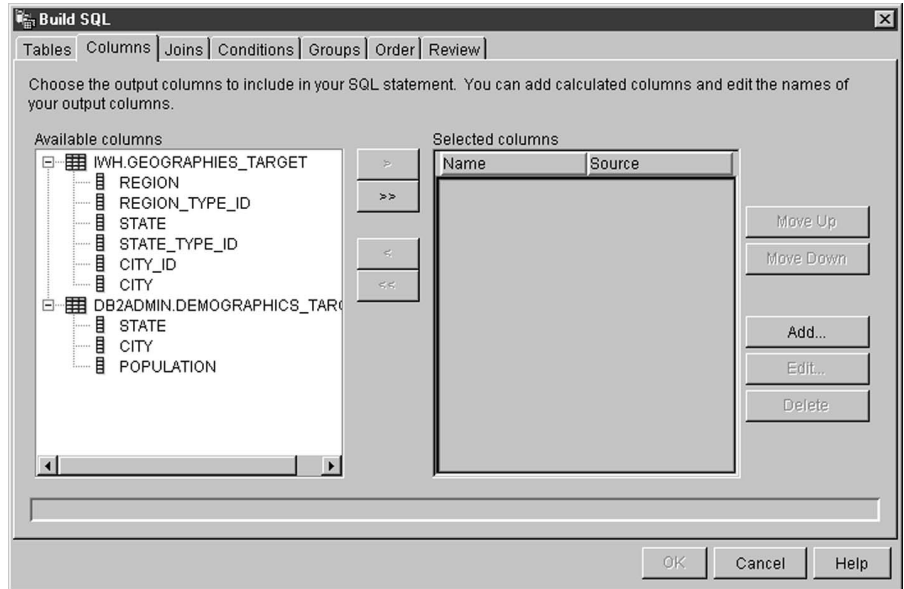 Build SQL
Tables Columns Joins Conditions Groups Order Review
Choose the output columns to include in your SQL statement. You can add calculated columns and edit the names of
your output columns.
Available columns
IWH.GEOGRAPHIES_TARGET
REGION
REGION_TYPE_ID
STATE
STATE_TYPE_ID
CITY_ID
CITY
DB2ADMIN.DEMOGRAPHICS_TAR
STATE
CITY
POPULATION
>
>>
<
<<
Selected columns
Name Source
Move Up
Move Down
Add...
Edit...
Delete
OK Cancel Help